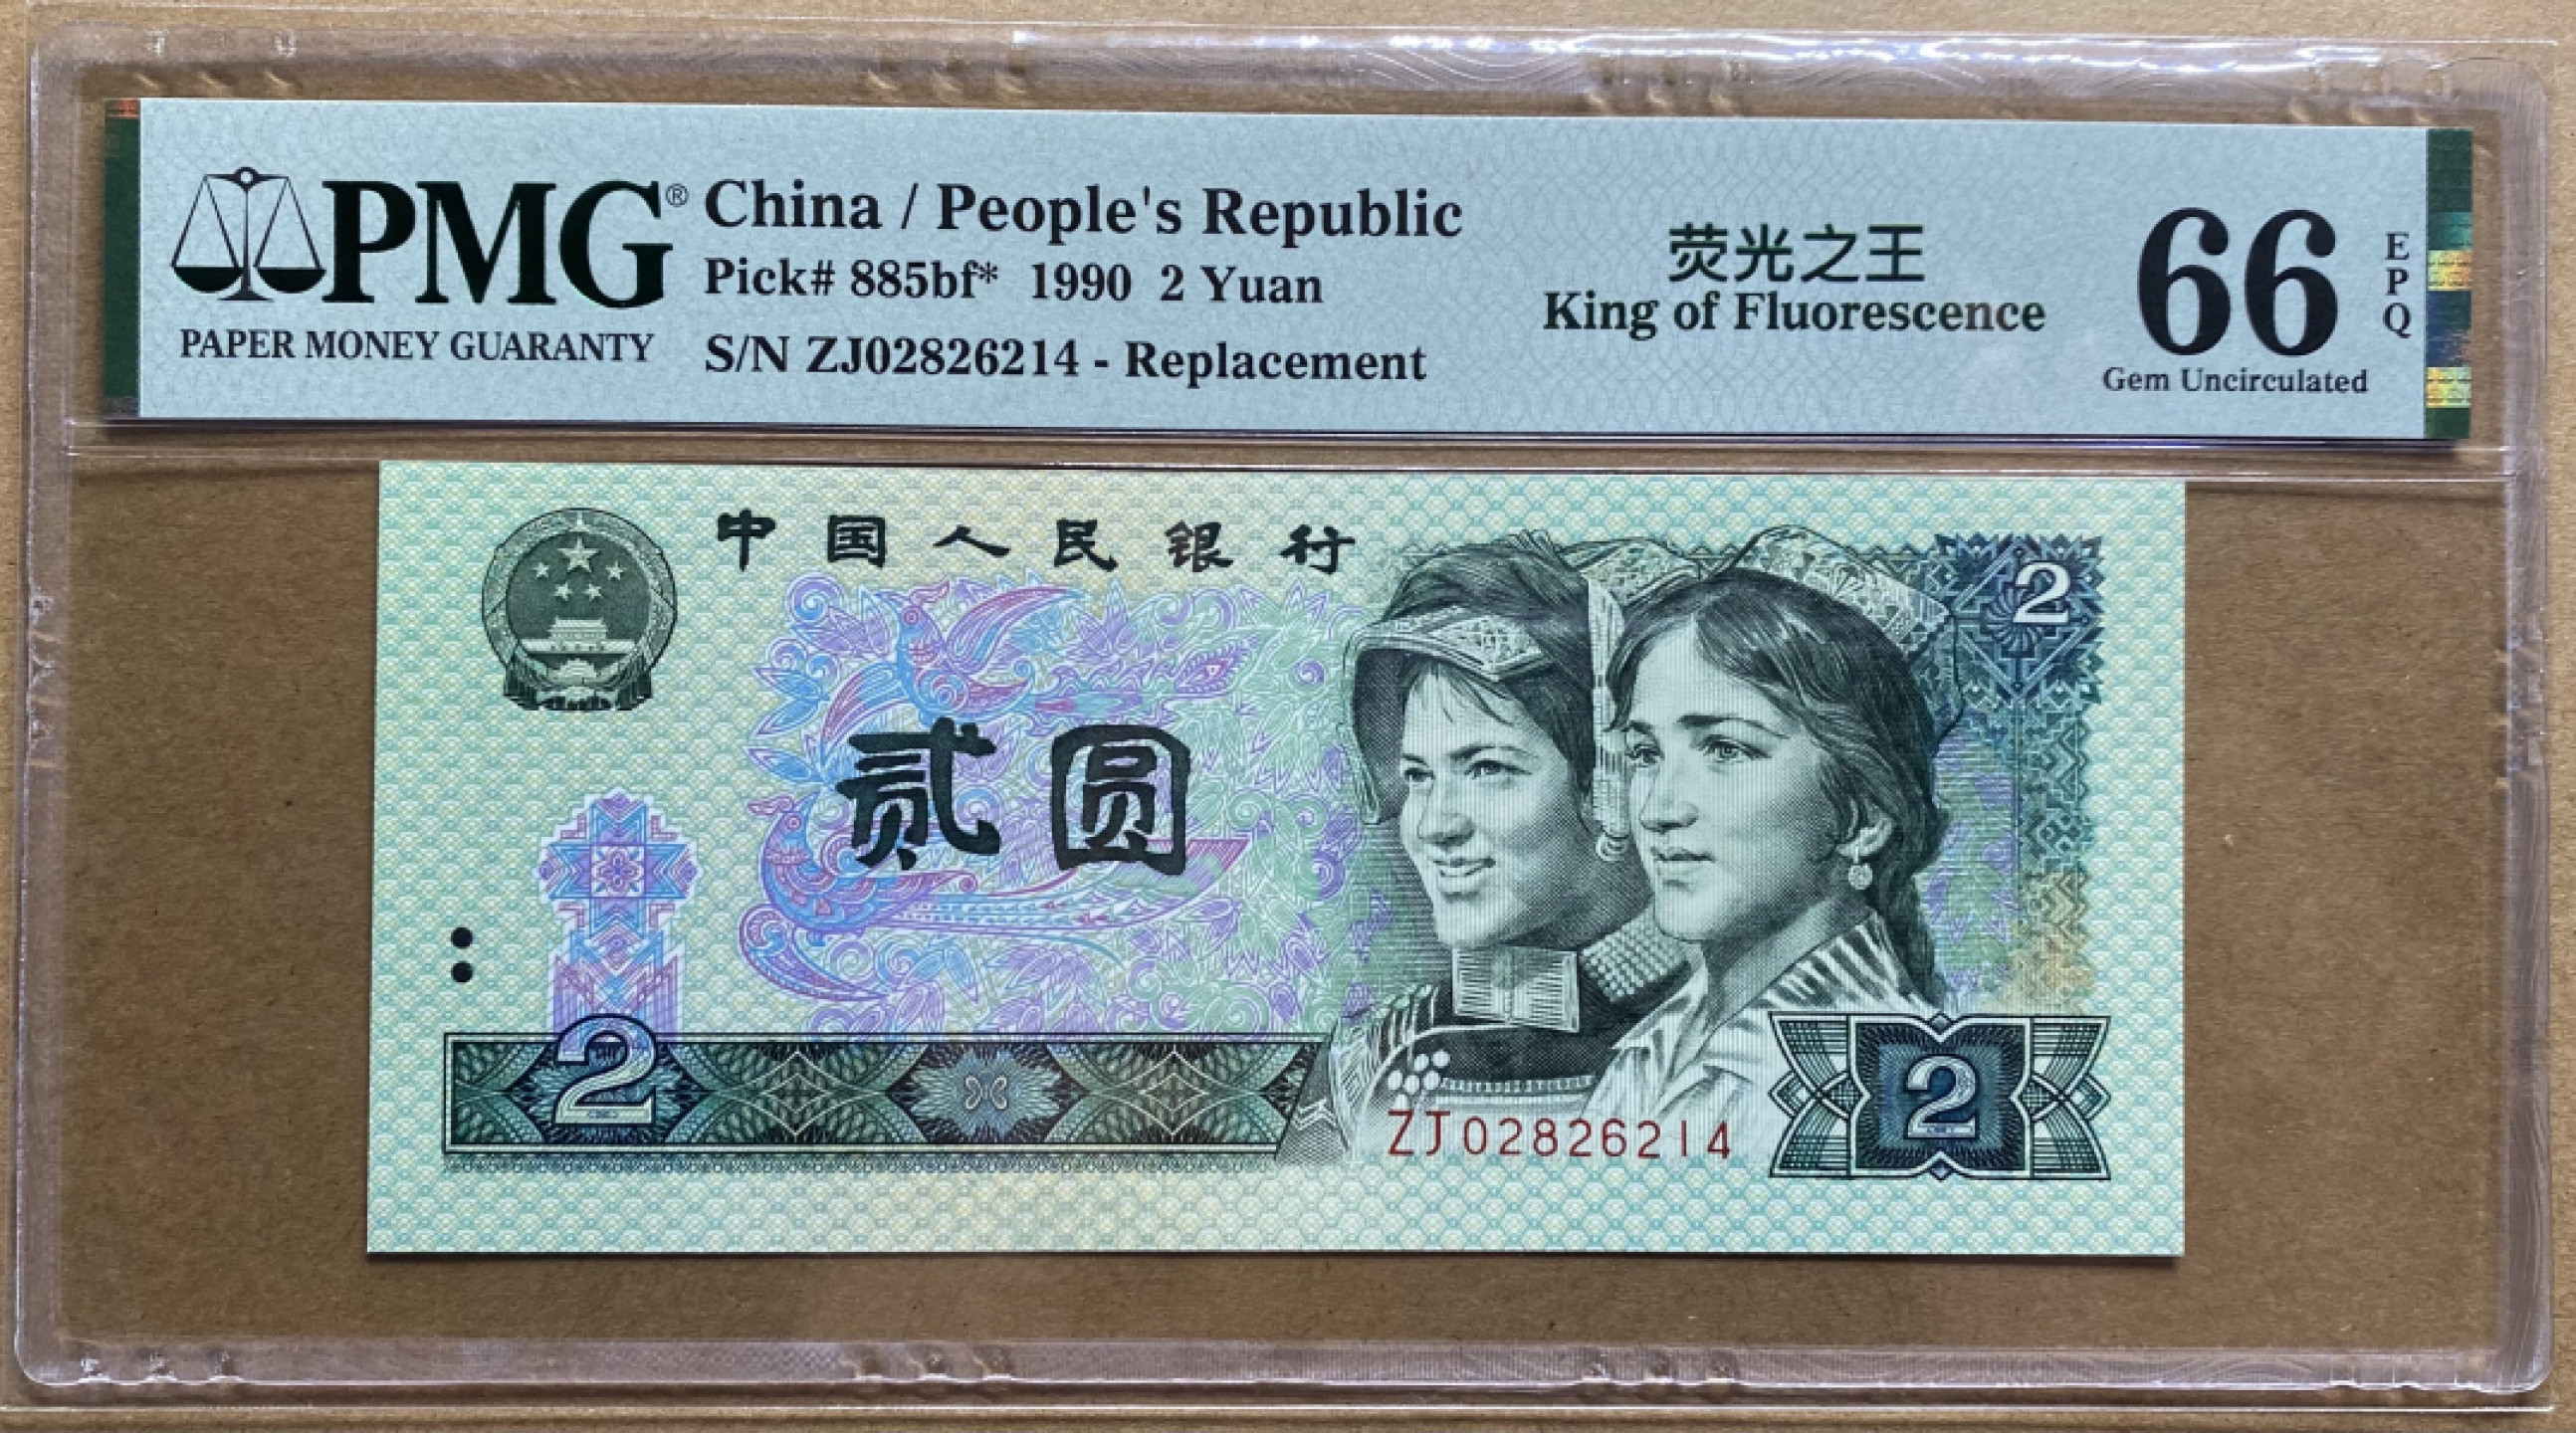 PMG®
PAPER MONEY GUARANTY
China / People's Republic
Pick# 885bf* 1990 2 Yuan
S/N ZJ02826214 - Replacement
荧光之王
King of Fluorescence
66
EPQ
Gem Uncirculated
中国人民银行
2
贰圆
2
2
ZJ02826214